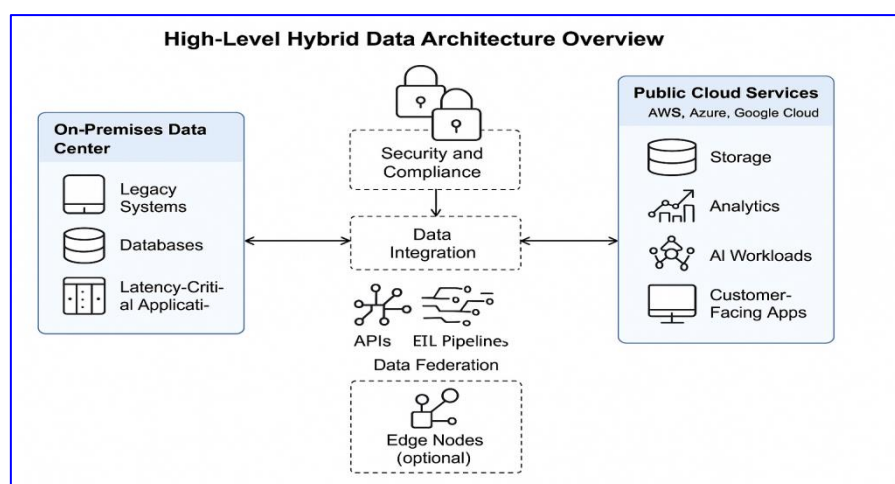 High-Level Hybrid Data Architecture Overview
On-Premises Data
Center
Legacy
Systems
Databases
Latency-Criti-
al Applicati-
Security and
Compliance
Data
Integration
APIs
EIL Pipelines
Data Federation
Edge Nodes
(optional)
Public Cloud Services
AWS, Azure, Google Cloud
Storage
Analytics
AI Workloads
Customer-
Facing Apps